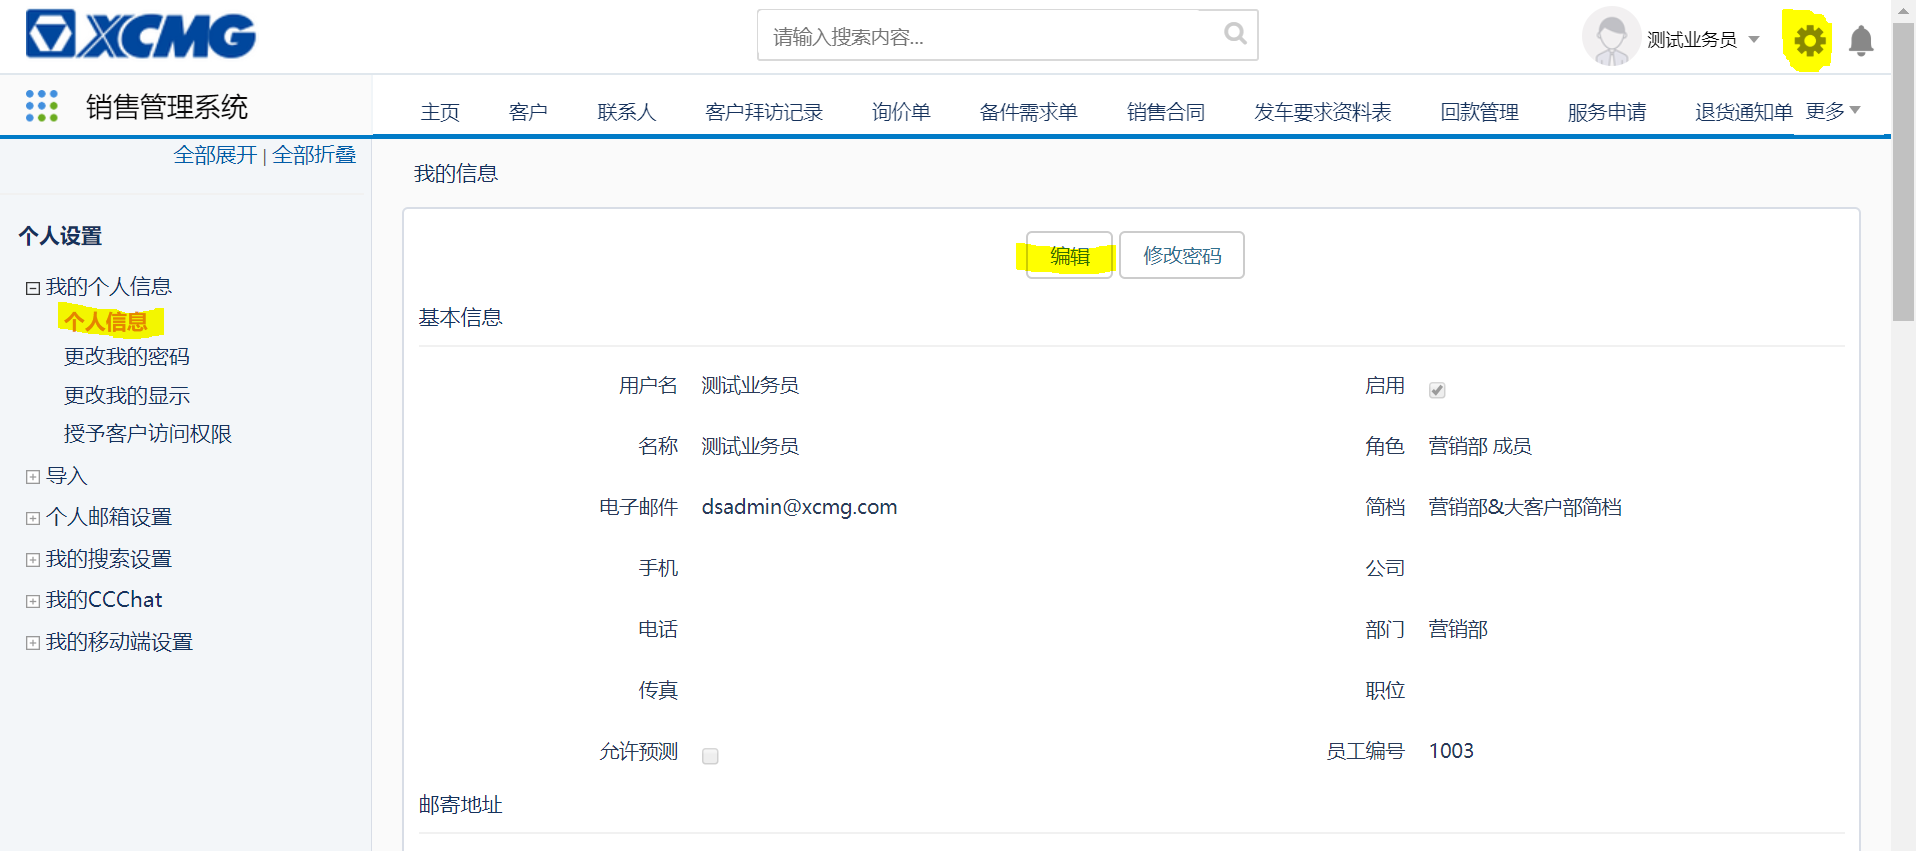 XCMG
请输入搜索内容...
测试业务员
销售管理系统
主页 客户 联系人 客户拜访记录 询价单 备件需求单 销售合同 发车要求资料表 回款管理 服务申请 退货通知单 更多
全部展开 | 全部折叠
个人设置
我的个人信息
个人信息
更改我的密码
更改我的显示
授予客户访问权限
导入
个人邮箱设置
我的搜索设置
我的CCChat
我的移动端设置
我的信息
编辑 修改密码
基本信息
用户名 测试业务员 启用
名称 测试业务员 角色 营销部 成员
电子邮件 dsadmin@xcmg.com 简档 营销部&大客户部简档
手机 公司
电话 部门 营销部
传真 职位
允许预测 员工编号 1003
邮寄地址